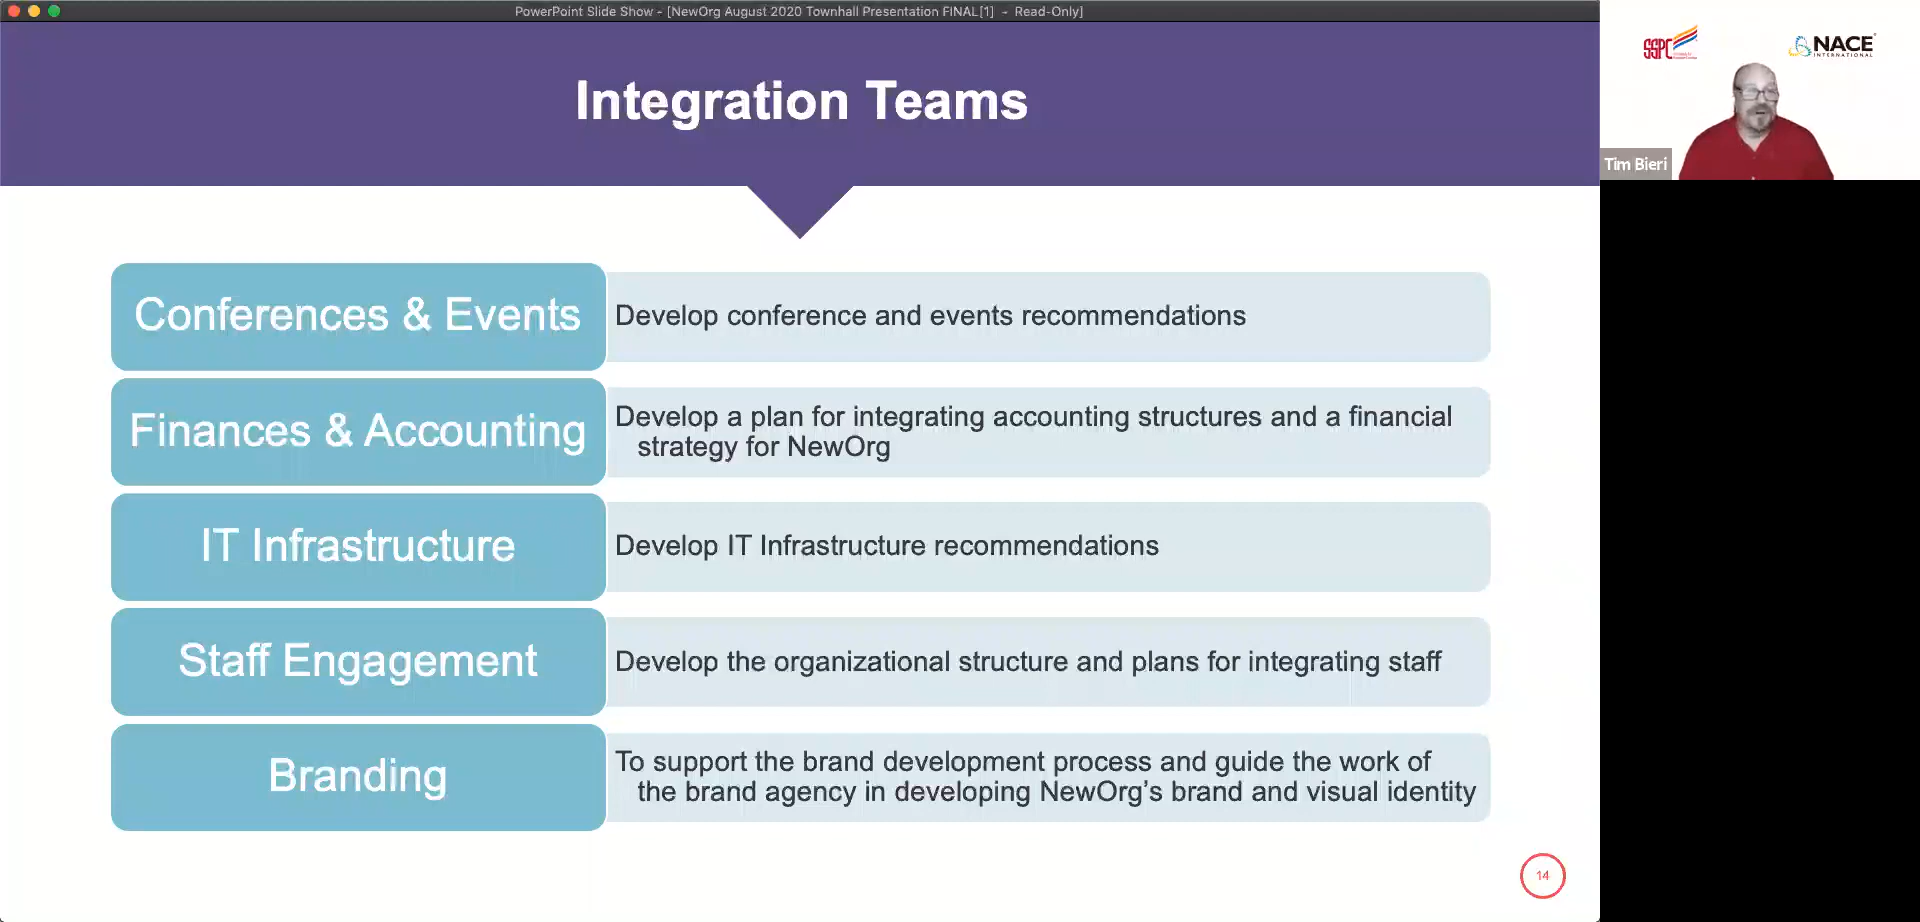 PowerPoint Slide Show - [NewOrg August 2020 Townhall Presentation FINAL[1] - Read-Only]
Integration Teams
SSPC
NACE
INTERNATIONAL
Tim Bieri
Conferences & Events
Develop conference and events recommendations
Finances & Accounting
Develop a plan for integrating accounting structures and a financial
strategy for NewOrg
IT Infrastructure
Develop IT Infrastructure recommendations
Staff Engagement
Develop the organizational structure and plans for integrating staff
Branding
To support the brand development process and guide the work of
the brand agency in developing NewOrg’s brand and visual identity
14